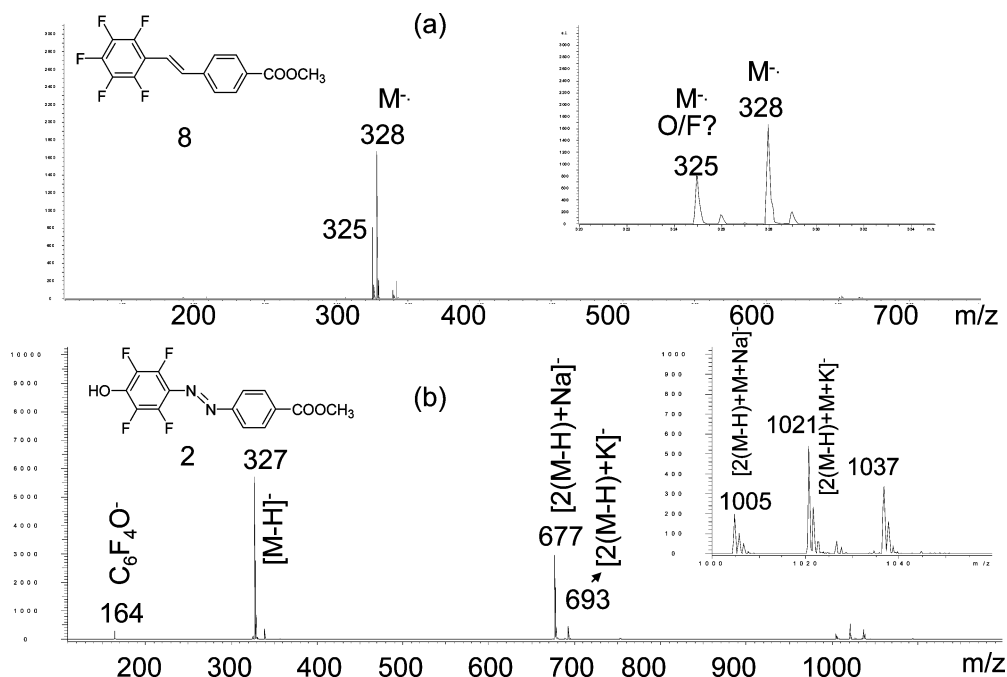 (a)
F
F
F
F
F
COOCH₃
8
M⁻·
328
325
M⁻·
328
M⁻·
O/F?
325
200
300
400
500
600
700
m/z
10000
9000
8000
7000
6000
5000
4000
3000
2000
1000
0
(b)
F
F
HO
F
F
N
N
COOCH₃
2
327
[M-H]⁻
C₆F₄O⁻
164
[2(M-H)+Na]⁻
677
[2(M-H)+K]⁻
693
1000
900
800
700
600
500
400
300
200
100
0
[2(M-H)+M+Na]⁻
1005
1021
[2(M-H)+M+K]⁻
1037
1000
1020
1040
m/z
200
300
400
500
600
700
800
900
1000
m/z